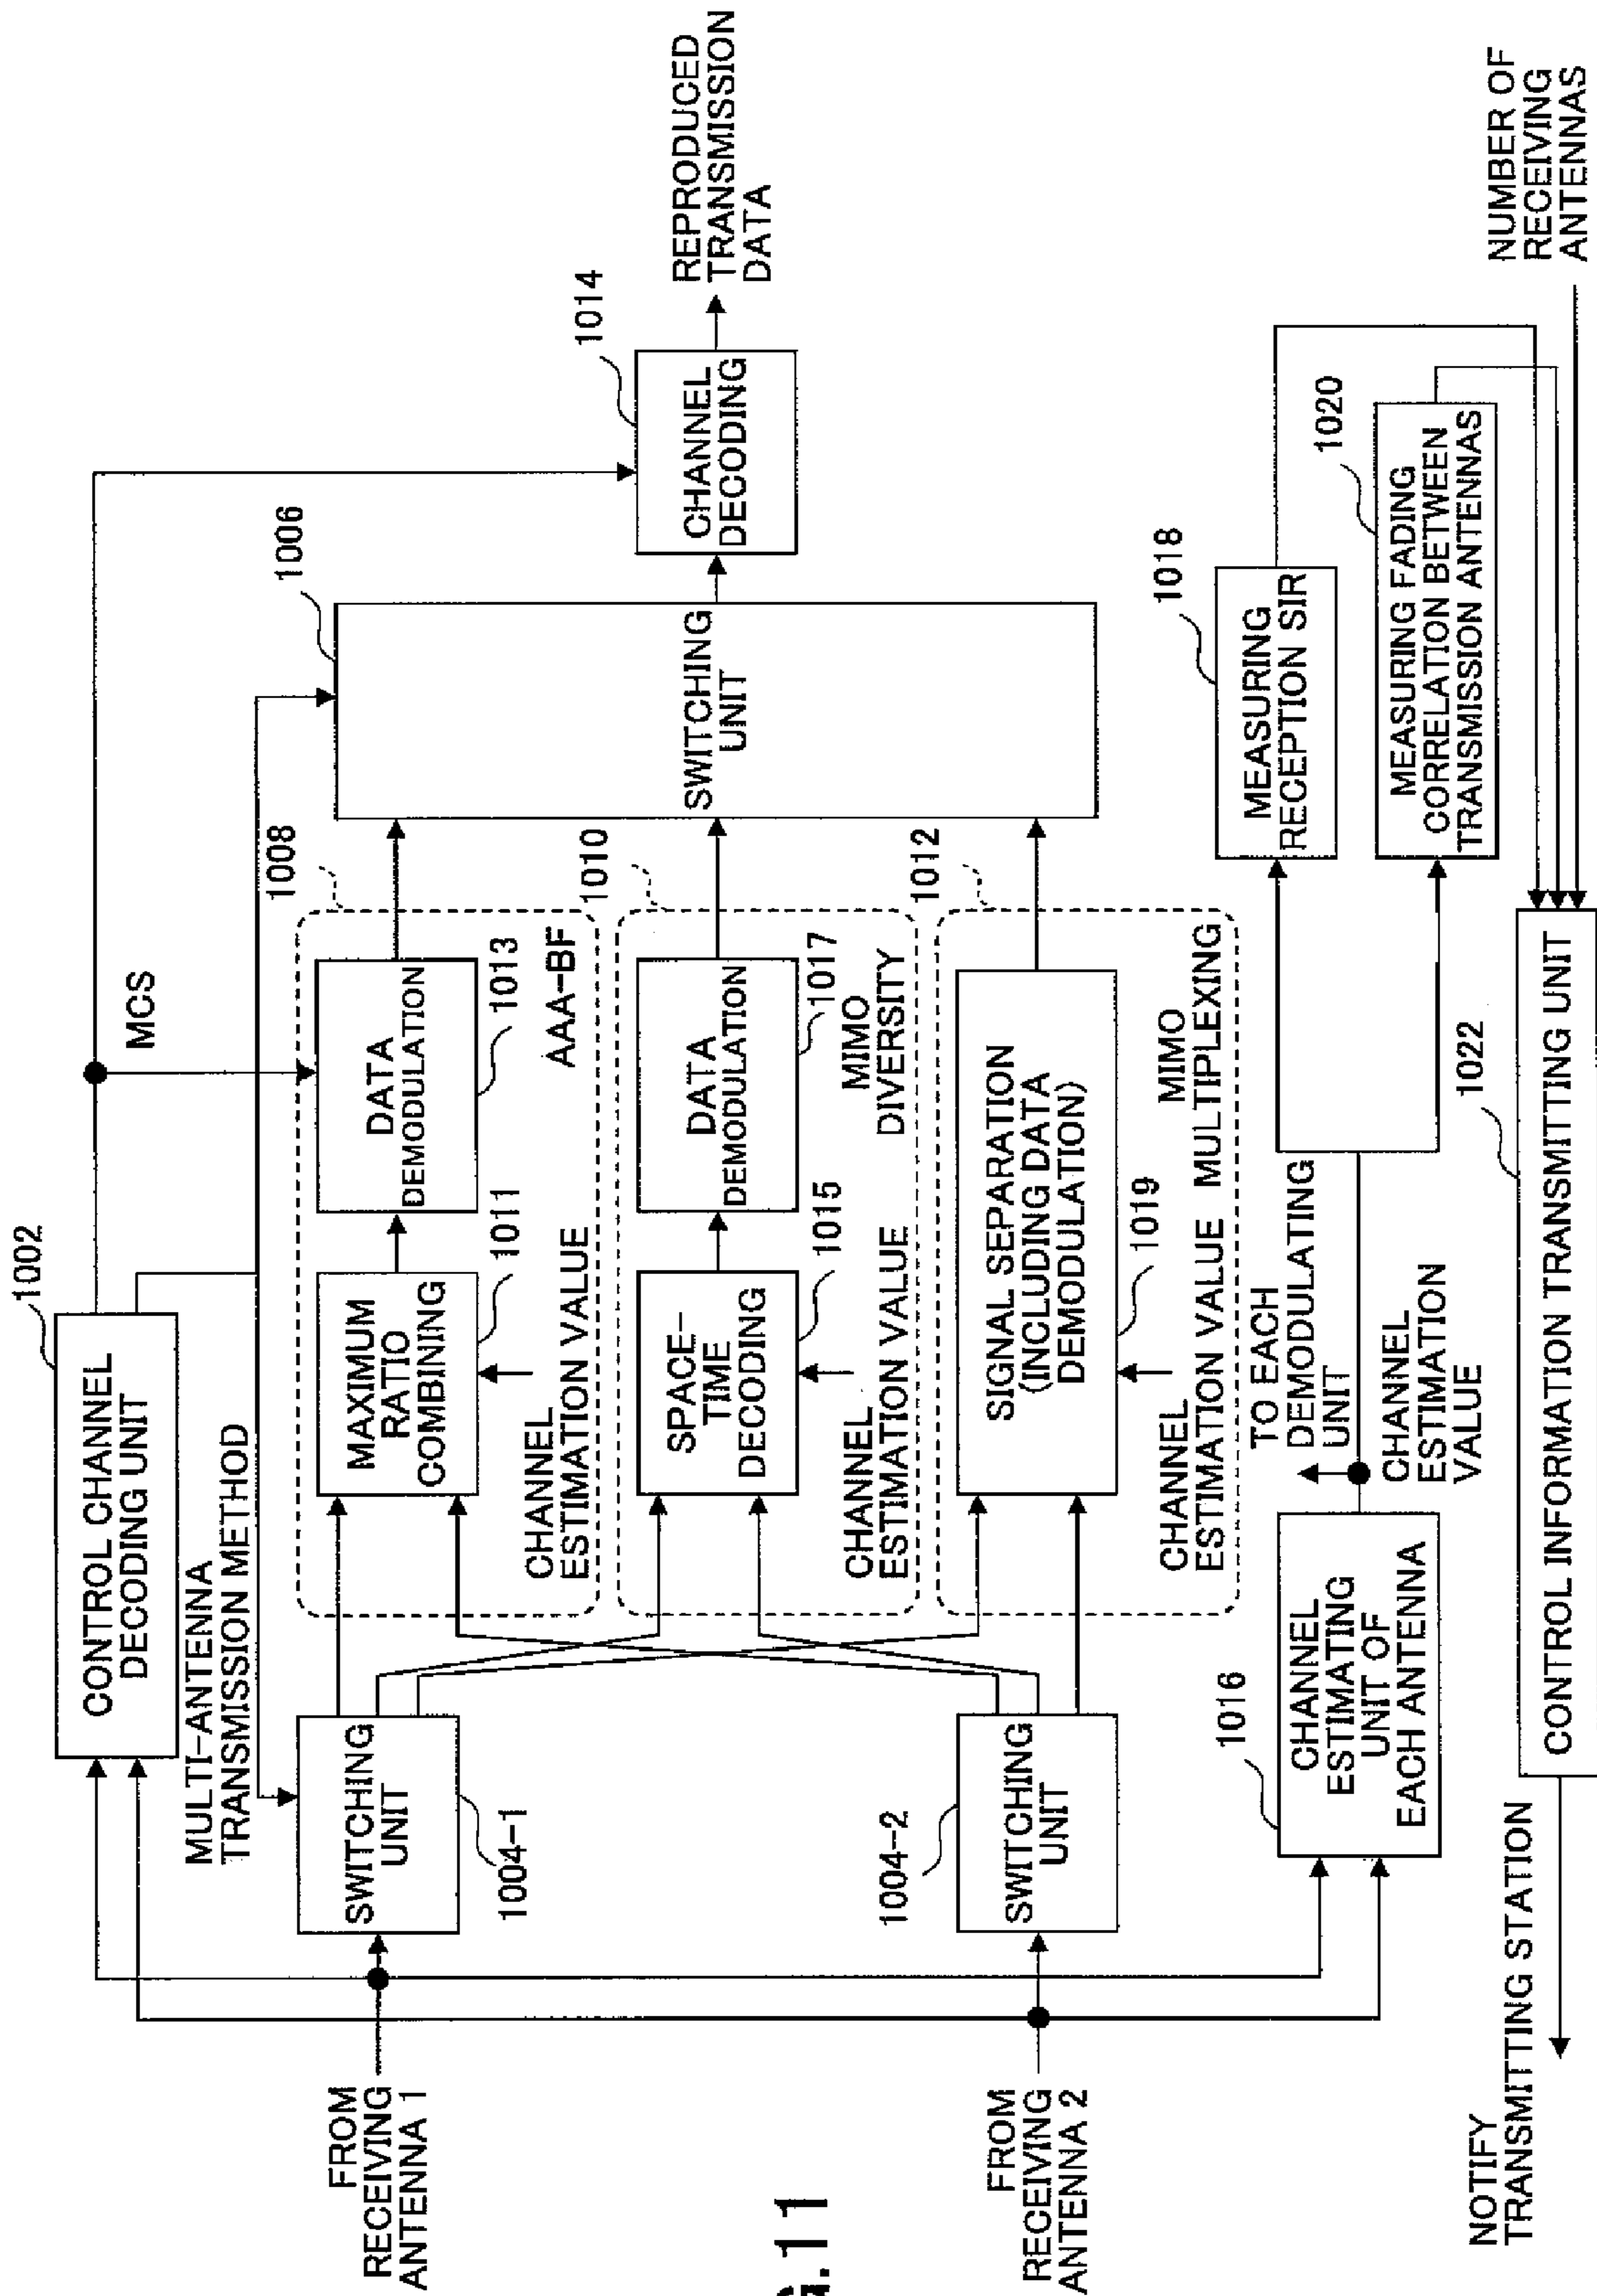 1002
CONTROL CHANNEL
DECODING UNIT
MULTI-ANTENNA
TRANSMISSION METHOD
MCS
FROM
RECEIVING
ANTENNA 1
SWITCHING
UNIT
1004-1
MAXIMUM
RATIO
COMBINING
1011
CHANNEL
ESTIMATION VALUE
DATA
DEMODULATION
1013
AAA-BF
1008
1006
SWITCHING
UNIT
1014
CHANNEL
DECODING
REPRODUCED
TRANSMISSION
DATA
SPACE-
TIME
DECODING
1015
CHANNEL
ESTIMATION VALUE
DATA
DEMODULATION
1017
MIMO
DIVERSITY
1010
G.11
FROM
RECEIVING
ANTENNA 2
1004-2
SWITCHING
UNIT
SIGNAL SEPARATION
(INCLUDING DATA
DEMODULATION)
1019
CHANNEL
ESTIMATION VALUE
MIMO
MULTIPLEXING
1012
1016
CHANNEL
ESTIMATING
UNIT OF
EACH ANTENNA
TO EACH
DEMODULATING
UNIT
CHANNEL
ESTIMATION
VALUE
1018
MEASURING
RECEPTION SIR
1020
MEASURING FADING
CORRELATION BETWEEN
TRANSMISSION ANTENNAS
NUMBER OF
RECEIVING
ANTENNAS
1022
CONTROL INFORMATION TRANSMITTING UNIT
NOTIFY
TRANSMITTING STATION